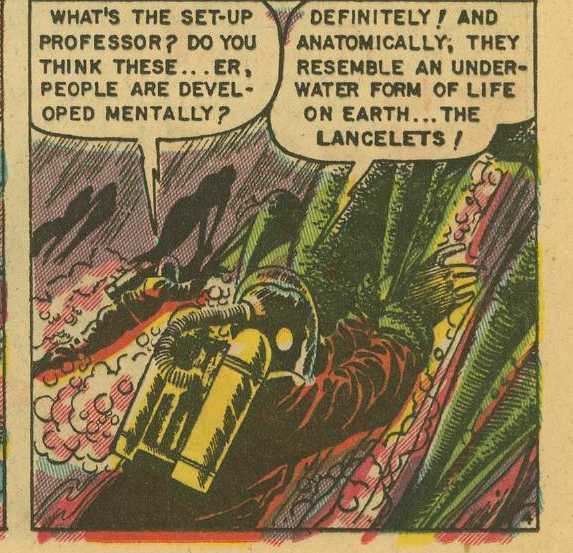 WHAT'S THE SET-UP
PROFESSOR? DO YOU
THINK THESE...ER,
PEOPLE ARE DEVEL-
OPED MENTALLY?
DEFINITELY! AND
ANATOMICALLY, THEY
RESEMBLE AN UNDER-
WATER FORM OF LIFE
ON EARTH...THE
LANCELETS!
4